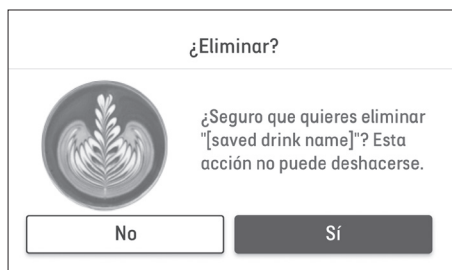 ¿Eliminar?
¿Seguro que quieres eliminar
"[saved drink name]"? Esta
acción no puede deshacerse.
No
Sí